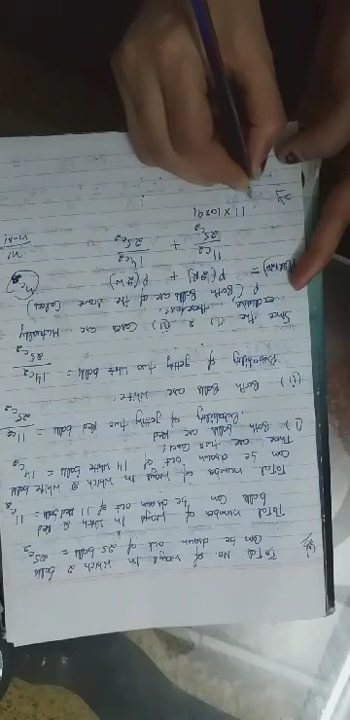 Sol
Total No. of ways in which 2 balls
Can be drawn out of 25 balls = 25c2
Total number of ways in which 2 Red
balls Can be drawn out of 11 Red balls = 11c2
Total number of ways in which 2 white balls
Can be drawn out of 14 white balls = 14c2
There are two Cases:
i) Both balls are Red
Probability of getting two Red balls = 11c2/25c2
(ii) Both Balls are white.
Probability of getting two white balls = 14c2/25c2
Since the (i) & (ii) Cases are Mutually
exclusive, therefore.
P (Both Balls are of the same Colour)
= P(2R) + P(2W)
11c2/25c2 + 14c2/25c2
11 x 10 x 9!